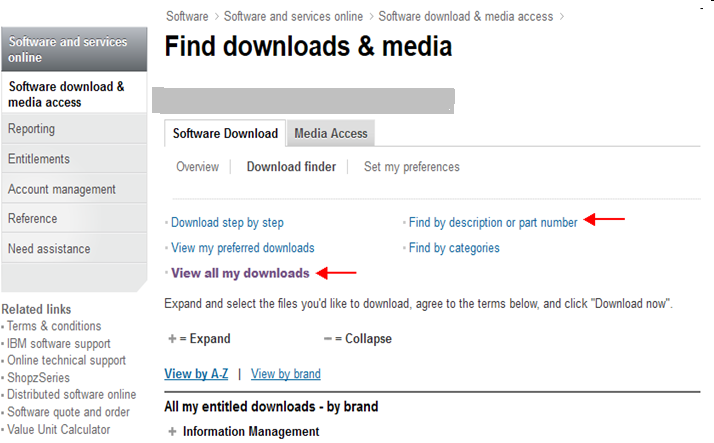 Software > Software and services online > Software download & media access >
Find downloads & media
Software and services
online
Software download &
media access
Reporting
Entitlements
Account management
Reference
Need assistance
Related links
Terms & conditions
IBM software support
Online technical support
ShopzSeries
Distributed software online
Software quote and order
Value Unit Calculator
Software Download Media Access
Overview | Download finder | Set my preferences
Download step by step
Find by description or part number
View my preferred downloads
Find by categories
View all my downloads
Expand and select the files you'd like to download, agree to the terms below, and click "Download now".
+ = Expand
− = Collapse
View by A-Z | View by brand
All my entitled downloads - by brand
+ Information Management